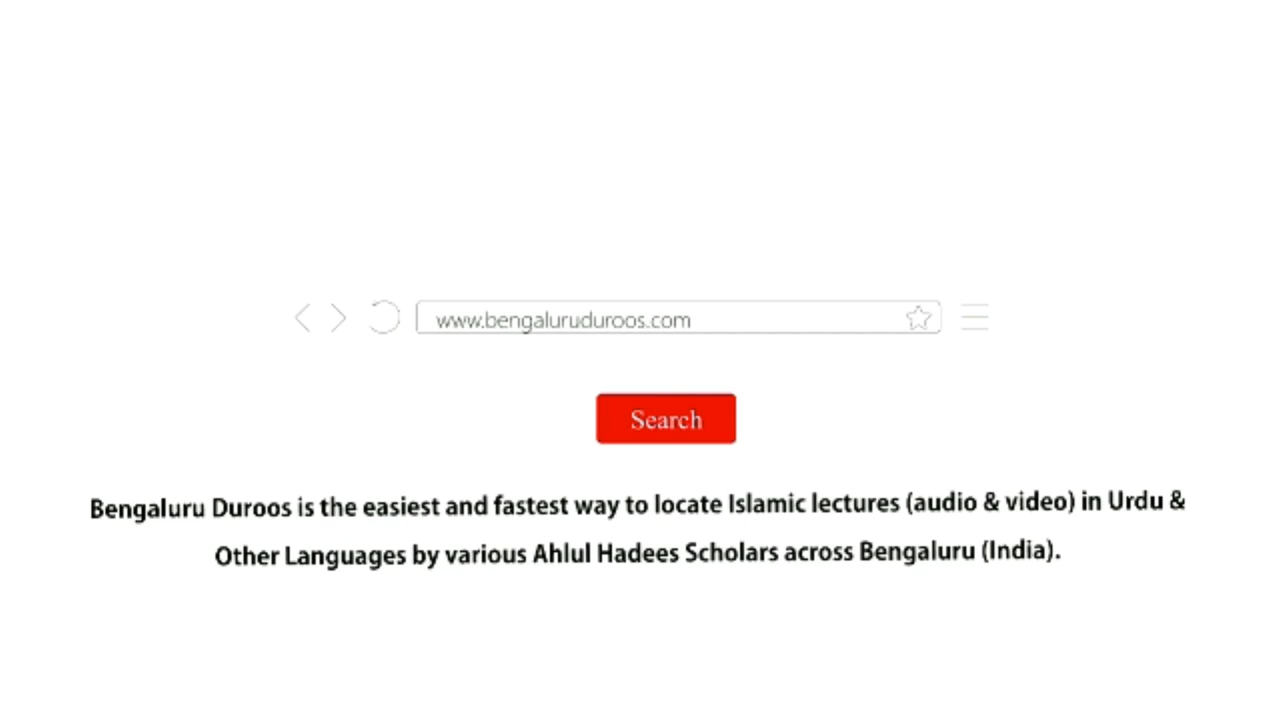 www.bengaluruduroos.com
Search
Bengaluru Duroos is the easiest and fastest way to locate Islamic lectures (audio & video) in Urdu &
Other Languages by various Ahlul Hadees Scholars across Bengaluru (India).